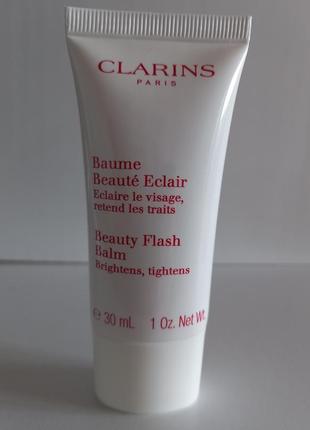 CLARINS
PARIS
Baume
Beauté Eclair
Eclaire le visage,
retend les traits
Beauty Flash
Balm
Brightens, tightens
e 30 mL 1 Oz. Net Wt.